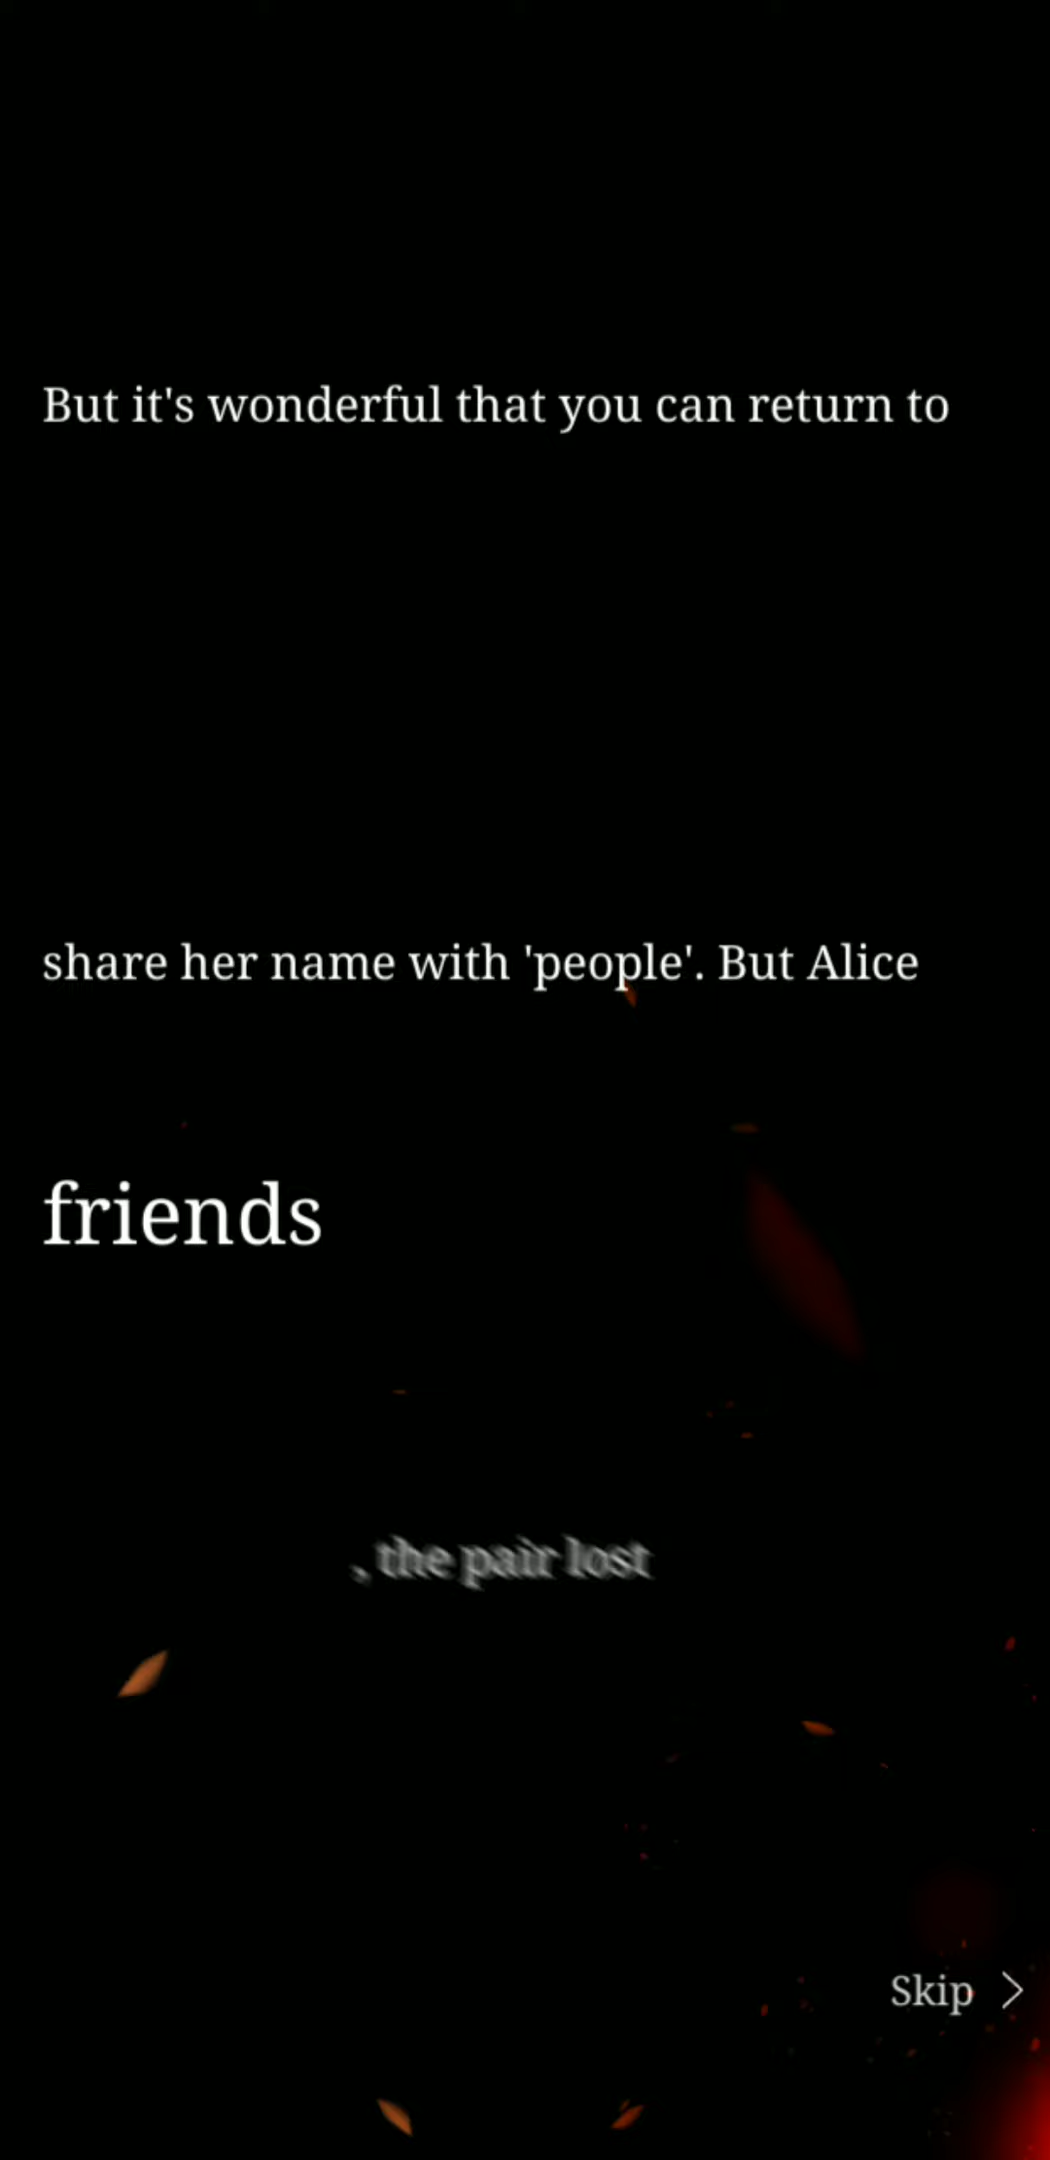 But it's wonderful that you can return to
share her name with 'people'. But Alice
friends
, the pair lost
Skip